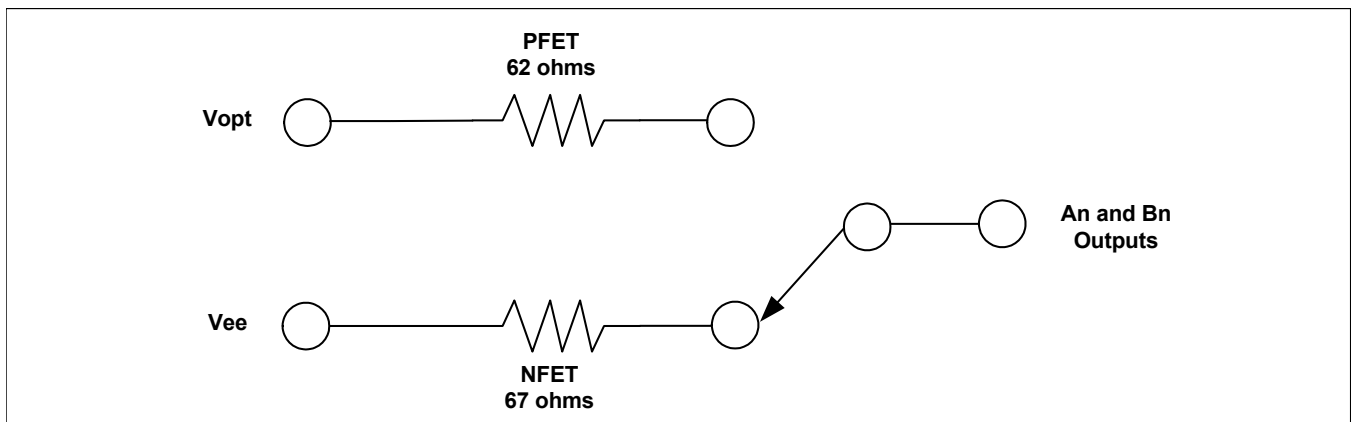 PFET
62 ohms
Vopt
An and Bn
Outputs
Vee
NFET
67 ohms